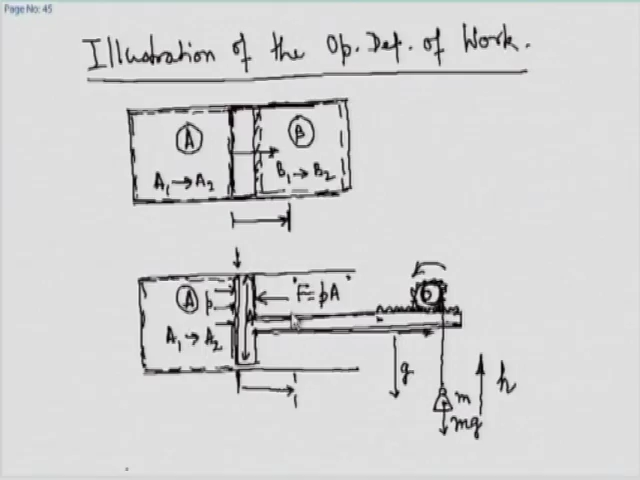 Page No: 45
Illustration of the Op. Def. of Work.
A B
A₁ → A₂ B₁ → B₂
A p F = pA
A₁ → A₂
g h
m
mg